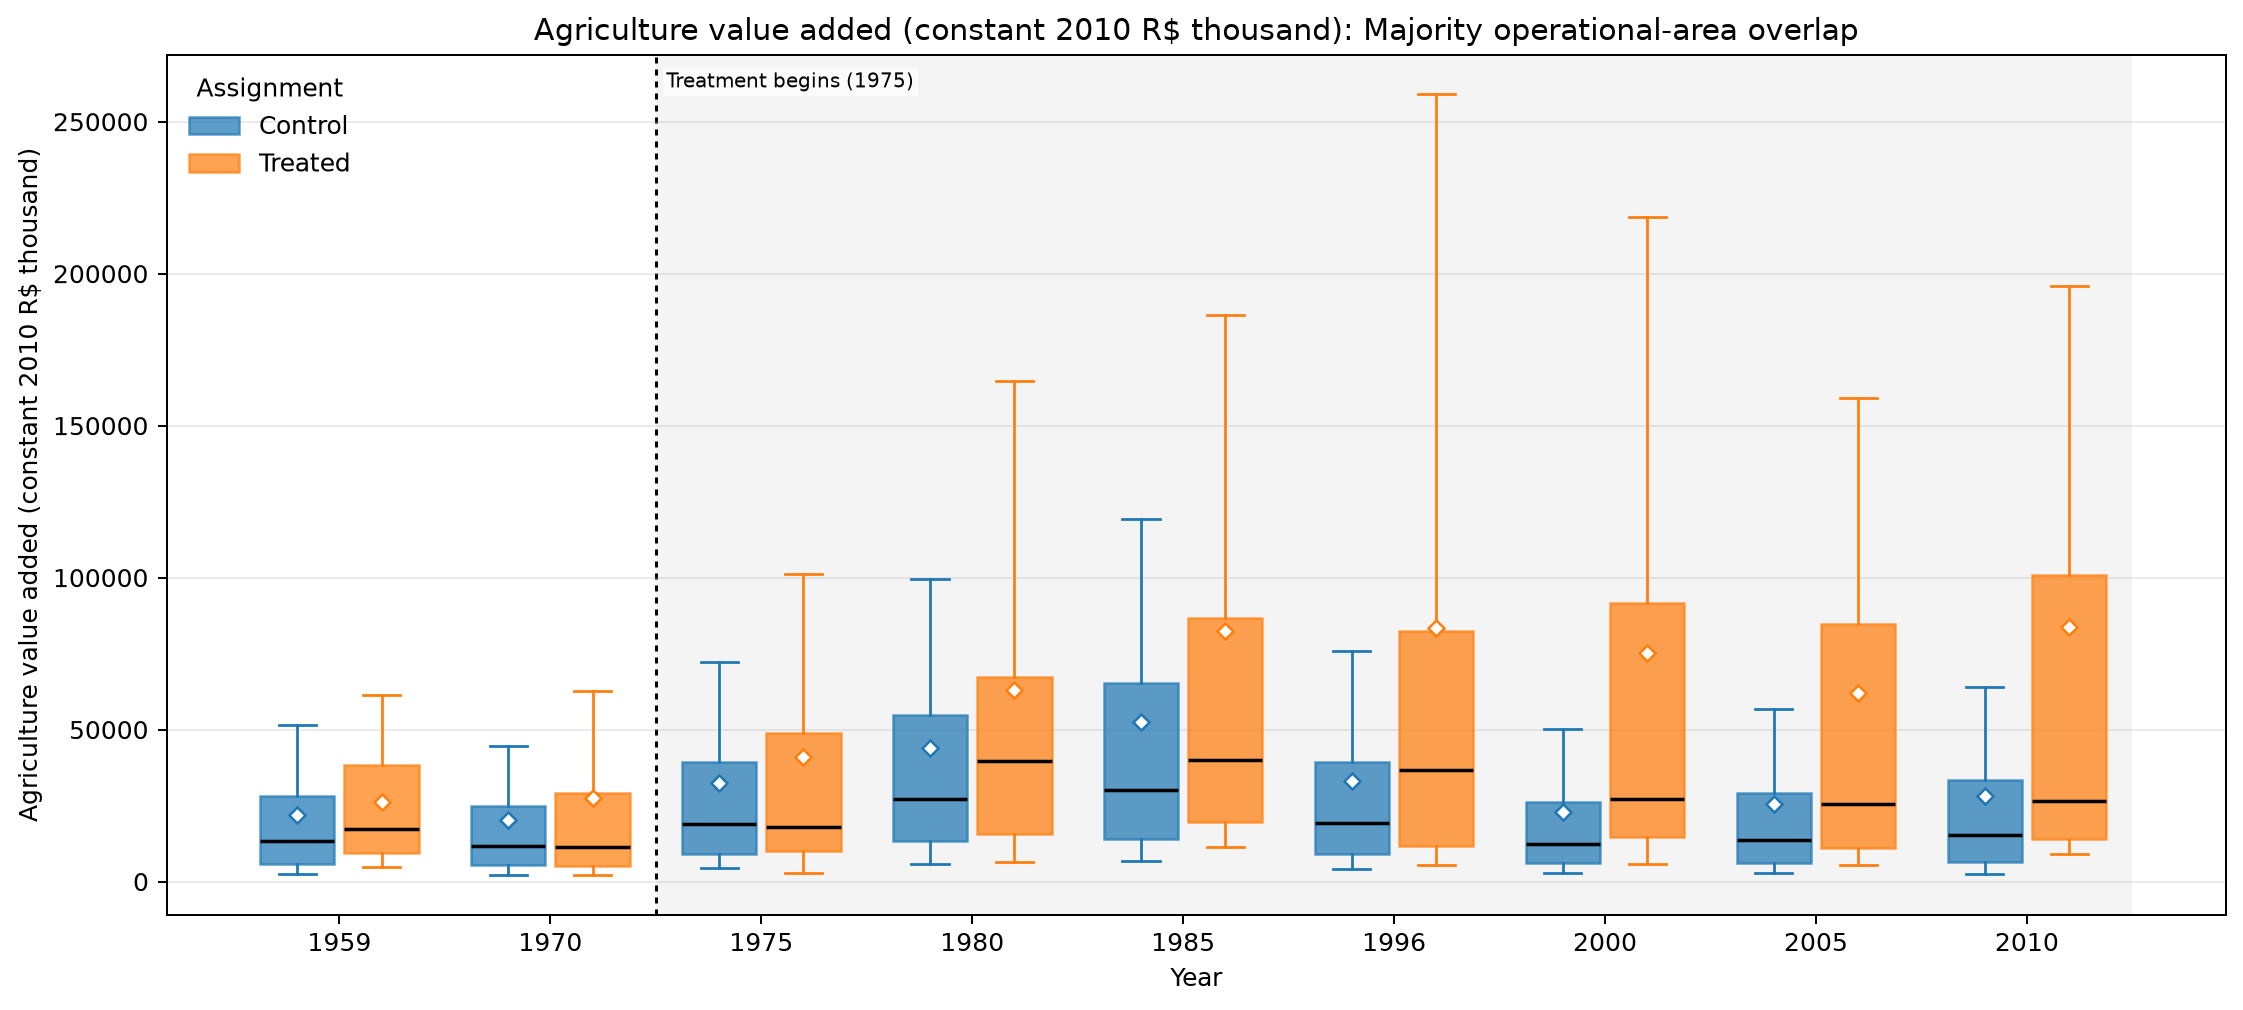 Agriculture value added (constant 2010 R$ thousand): Majority operational-area overlap
Treatment begins (1975)
Assignment
Control
Treated
Agriculture value added (constant 2010 R$ thousand)
250000
200000
150000
100000
50000
0
1959 1970 1975 1980 1985 1996 2000 2005 2010
Year